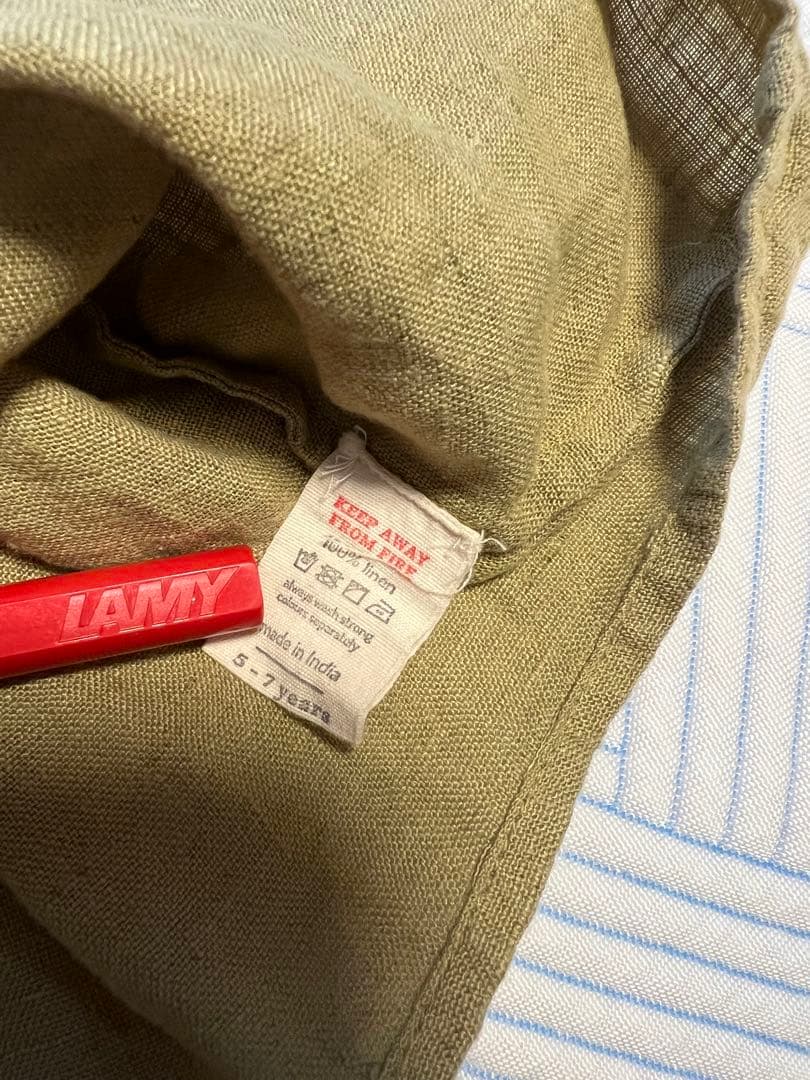 KEEP AWAY
FROM FIRE
100% linen
always wash strong
colours separately
made in India
5 - 7 years
LAMY